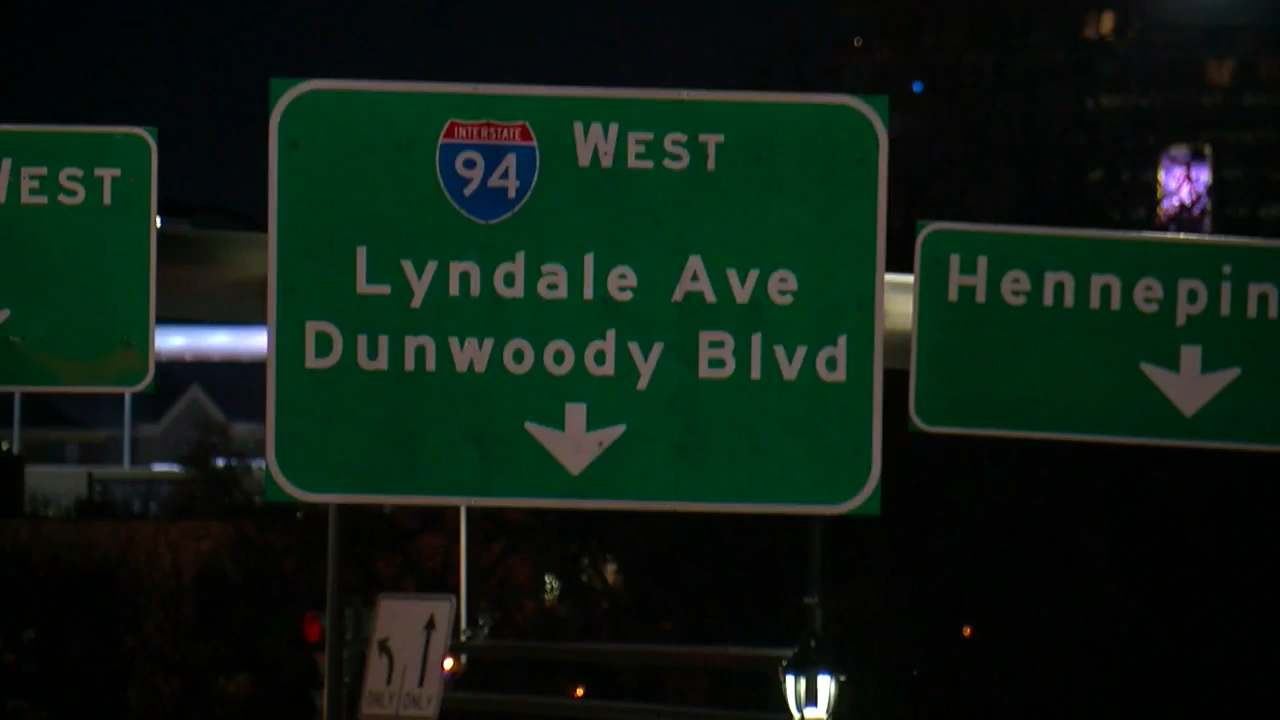 WEST
INTERSTATE
94
WEST
Lyndale Ave
Dunwoody Blvd
Hennepin
ONLY ONLY